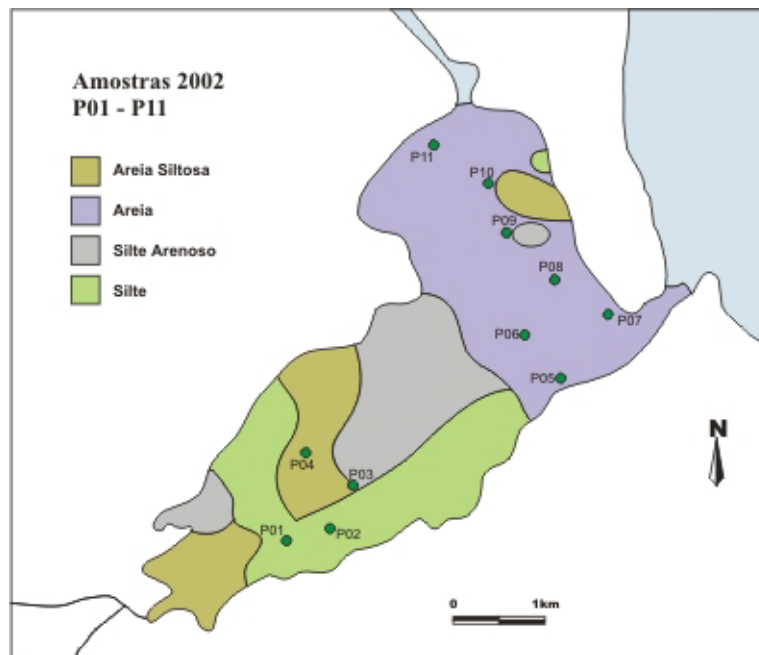 Amostras 2002
P01 - P11
Areia Siltosa
Areia
Silte Arenoso
Silte
P11
P10
P09
P08
P07
P06
P05
P04
P03
P02
P01
N
0 1km